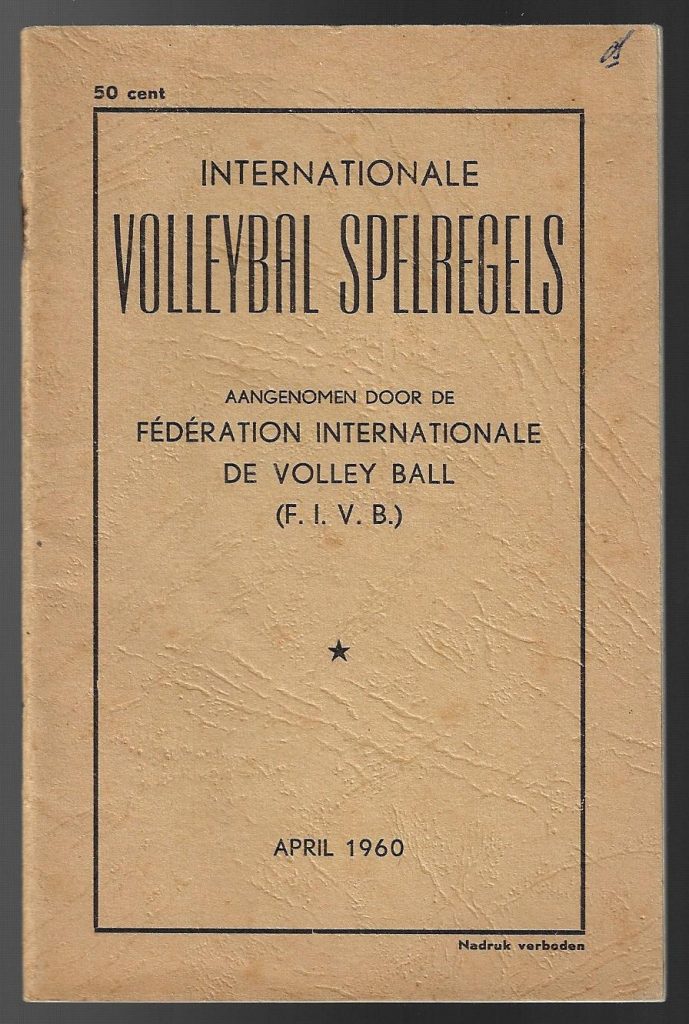 50 cent
INTERNATIONALE
VOLLEYBAL SPELREGELS
AANGENOMEN DOOR DE
FÉDÉRATION INTERNATIONALE
DE VOLLEY BALL
(F. I. V. B.)
APRIL 1960
Nadruk verboden